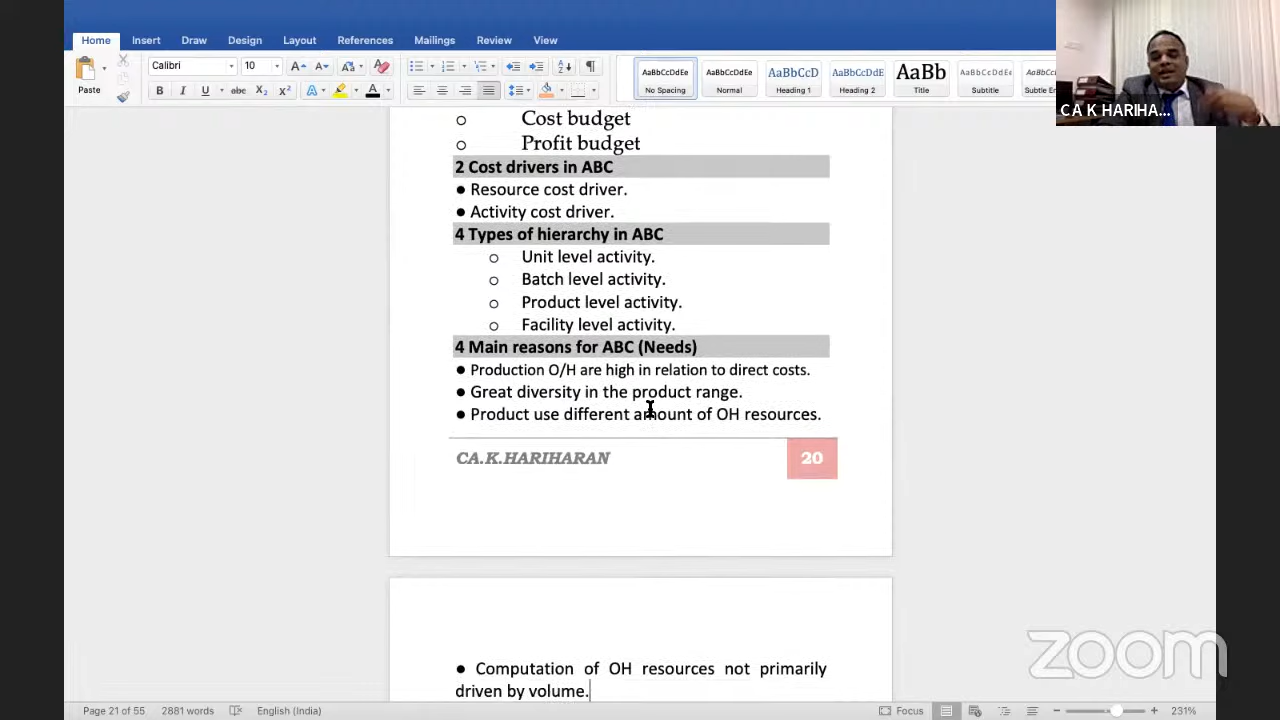 Home Insert Draw Design Layout References Mailings Review View
Paste
Calibri 10
AaBbCcDdEe AaBbCcDdEe AaBbCcD AaBbCcDdE AaBb AaBbCcDdEe AaBbCcDd
No Spacing Normal Heading 1 Heading 2 Title Subtitle Subtle Em
C A K HARIHA...
Cost budget
Profit budget
2 Cost drivers in ABC
● Resource cost driver.
● Activity cost driver.
4 Types of hierarchy in ABC
Unit level activity.
Batch level activity.
Product level activity.
Facility level activity.
4 Main reasons for ABC (Needs)
● Production O/H are high in relation to direct costs.
● Great diversity in the product range.
● Product use different amount of OH resources.
CA.K.HARIHARAN 20
● Computation of OH resources not primarily
driven by volume.
zoom
Page 21 of 55 2881 words English (India) Focus 231%